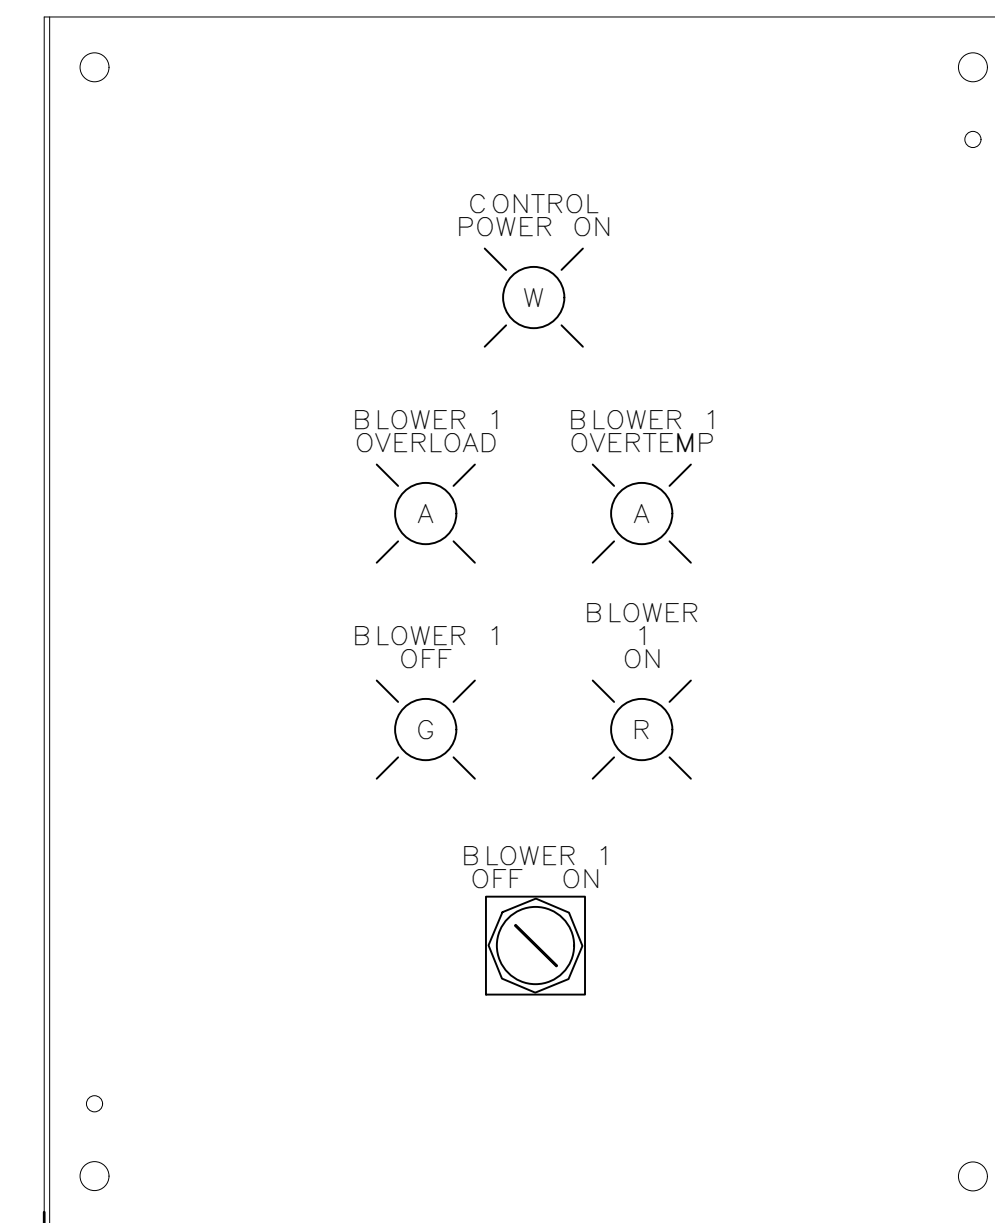 CONTROL
POWER ON
W
BLOWER 1
OVERLOAD
A
BLOWER 1
OVERTEMP
A
BLOWER 1
OFF
G
BLOWER
1
ON
R
BLOWER 1
OFF ON